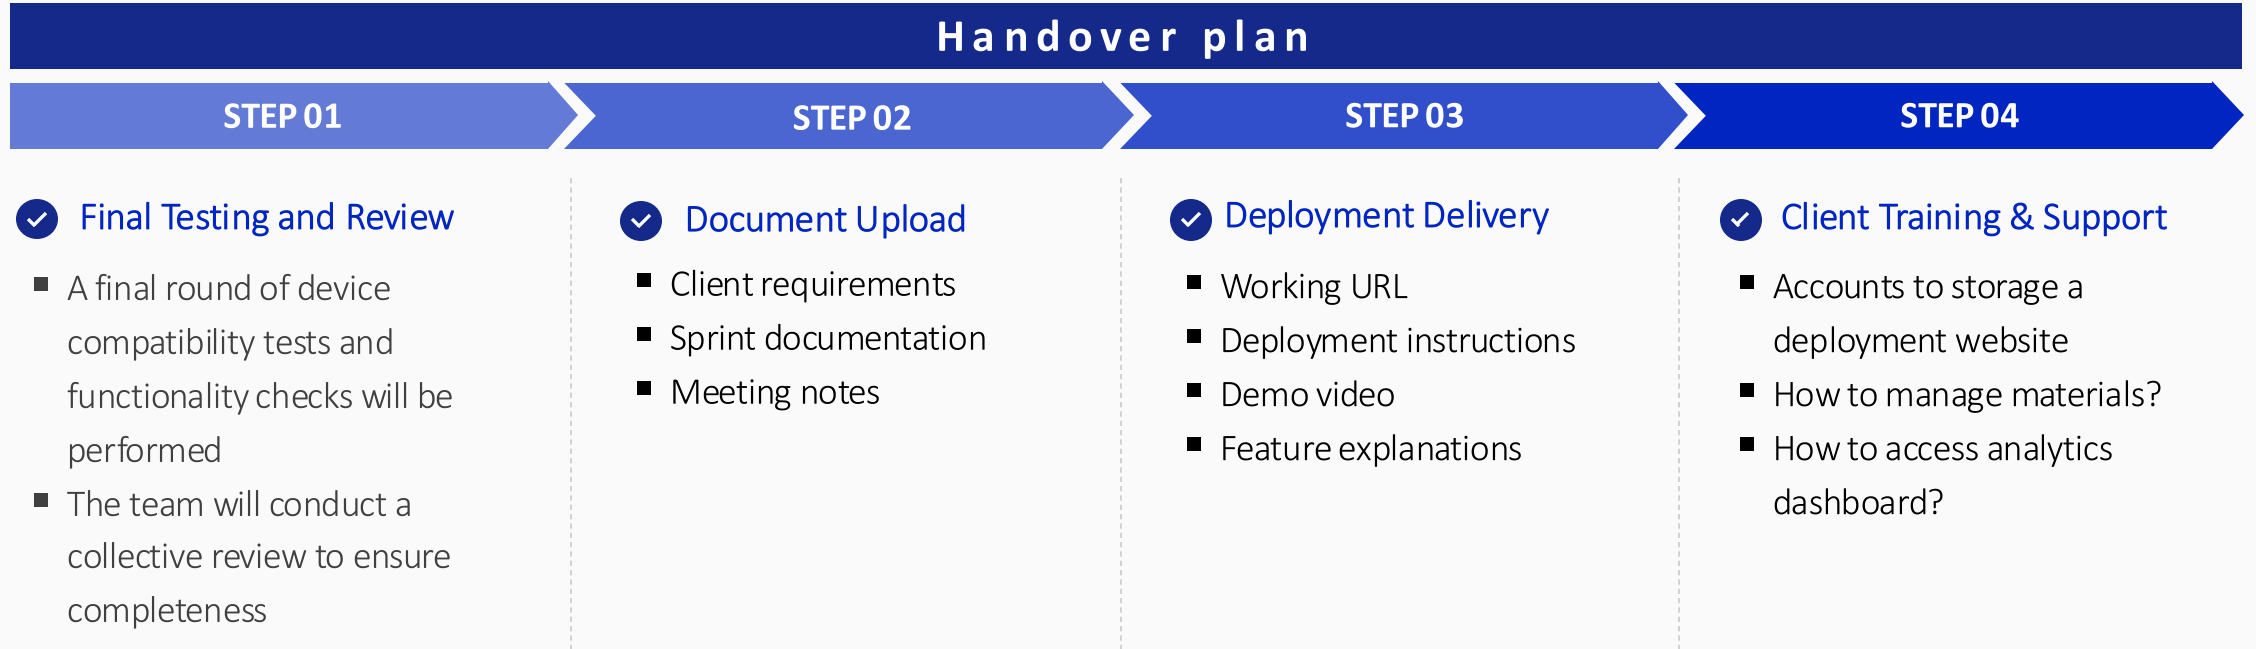 Handover plan
STEP 01
STEP 02
STEP 03
STEP 04
Final Testing and Review
A final round of device
compatibility tests and
functionality checks will be
performed
The team will conduct a
collective review to ensure
completeness
Document Upload
Client requirements
Sprint documentation
Meeting notes
Deployment Delivery
Working URL
Deployment instructions
Demo video
Feature explanations
Client Training & Support
Accounts to storage a
deployment website
How to manage materials?
How to access analytics
dashboard?